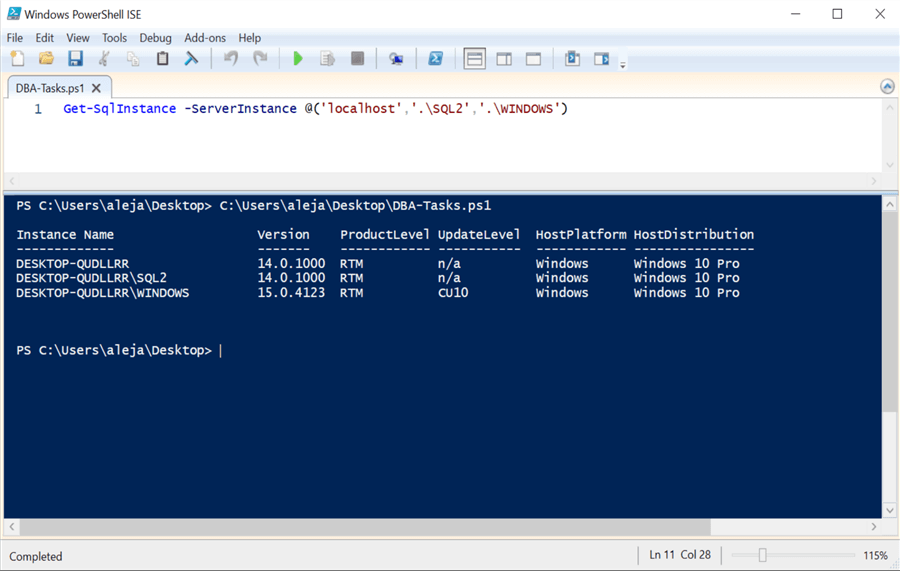 Windows PowerShell ISE
File Edit View Tools Debug Add-ons Help
DBA-Tasks.ps1
1 Get-SqlInstance -ServerInstance @('localhost','.\SQL2','.\WINDOWS')
PS C:\Users\aleja\Desktop> C:\Users\aleja\Desktop\DBA-Tasks.ps1
Instance Name Version ProductLevel UpdateLevel HostPlatform HostDistribution
------------- ------- ------------ ----------- ------------ ----------------
DESKTOP-QUDLLRR 14.0.1000 RTM n/a Windows Windows 10 Pro
DESKTOP-QUDLLRR\SQL2 14.0.1000 RTM n/a Windows Windows 10 Pro
DESKTOP-QUDLLRR\WINDOWS 15.0.4123 RTM CU10 Windows Windows 10 Pro
PS C:\Users\aleja\Desktop>
Completed Ln 11 Col 28 115%